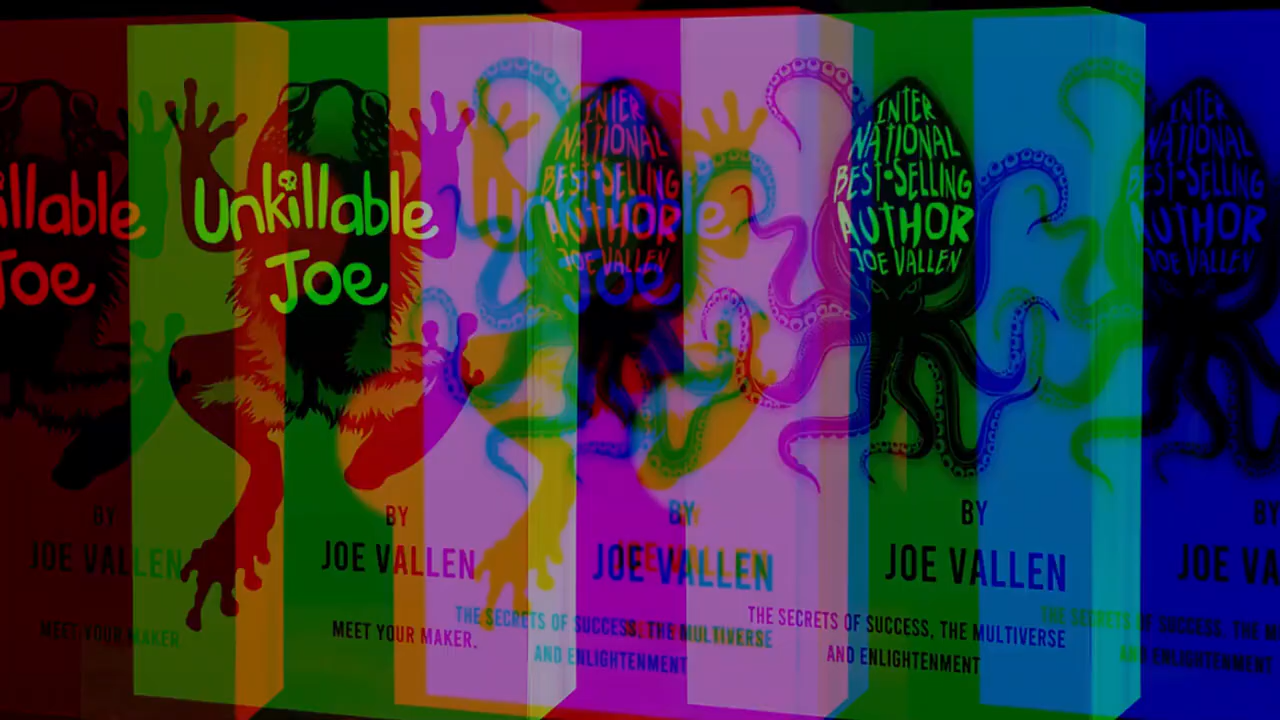 Unkillable
Joe
BY
JOE VALLEN
MEET YOUR MAKER.
INTER
NATIONAL
BEST•SELLING
AUTHOR
JOE VALLEN
BY
JOE VALLEN
THE SECRETS OF SUCCESS, THE MULTIVERSE
AND ENLIGHTENMENT